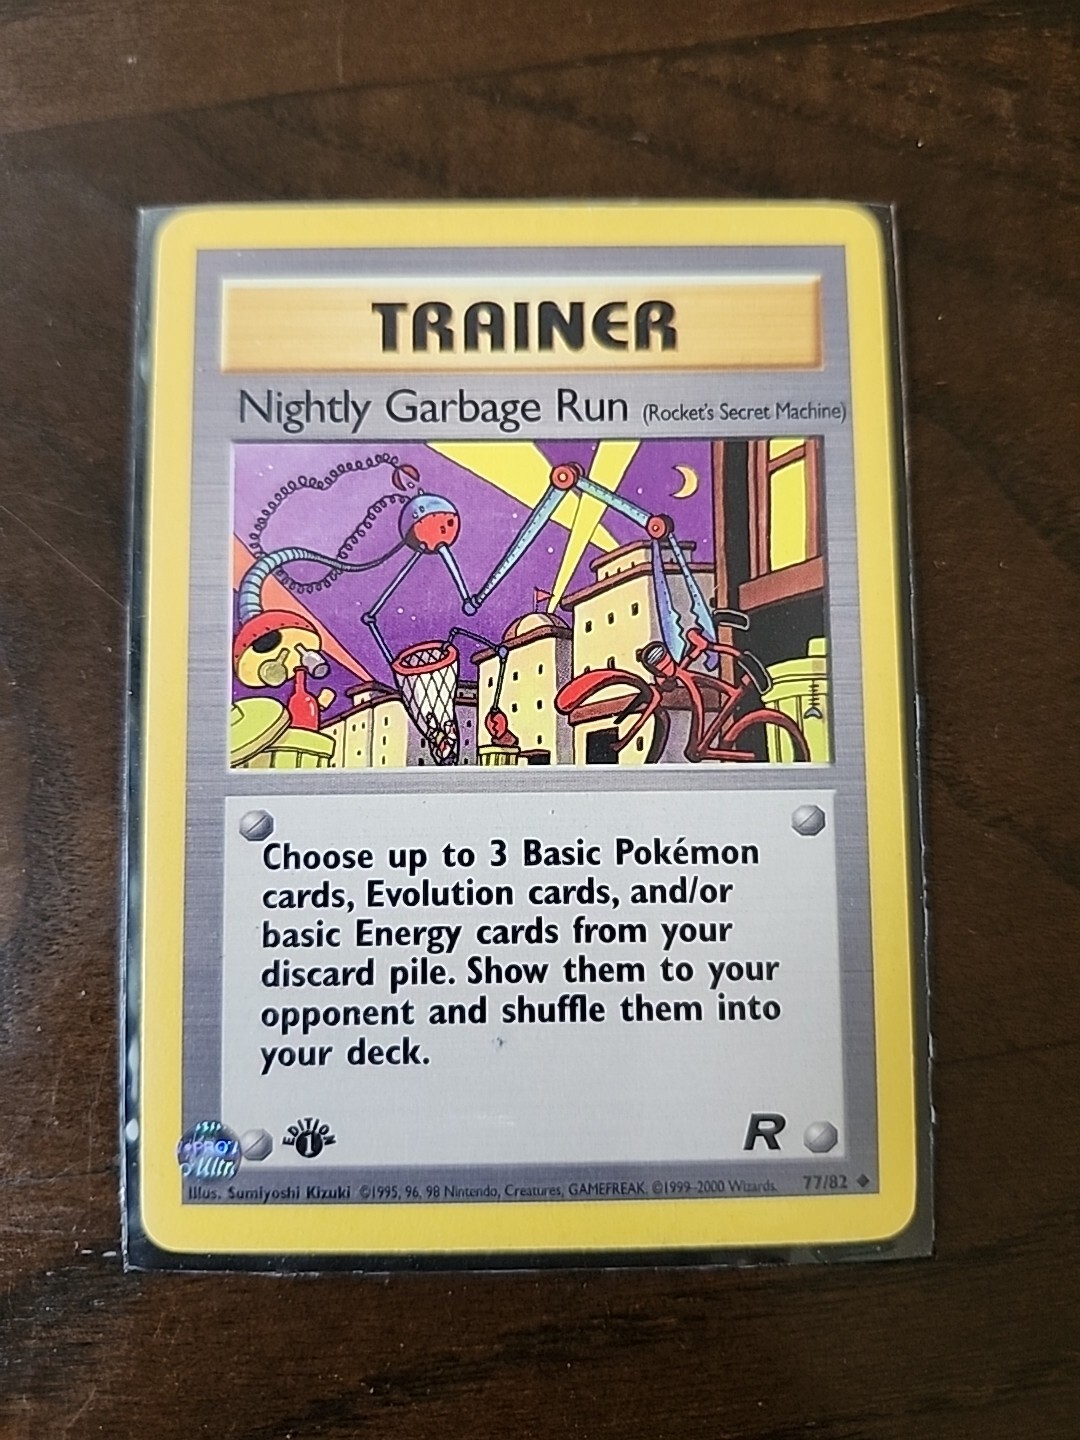 TRAINER
Nightly Garbage Run (Rocket's Secret Machine)
Choose up to 3 Basic Pokémon
cards, Evolution cards, and/or
basic Energy cards from your
discard pile. Show them to your
opponent and shuffle them into
your deck.
EDITION
1
R
PRO
Ultr
Illus. Sumiyoshi Kizuki ©1995, 96, 98 Nintendo, Creatures, GAMEFREAK. ©1999-2000 Wizards.
77/82